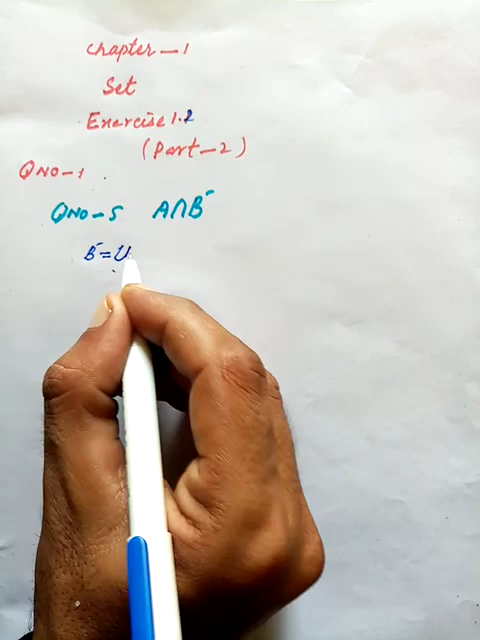 Chapter-1
Set
Exercise 1.2
(Part-2)
QNO-1 .
QNO-5 A∩B̄
B̄=U